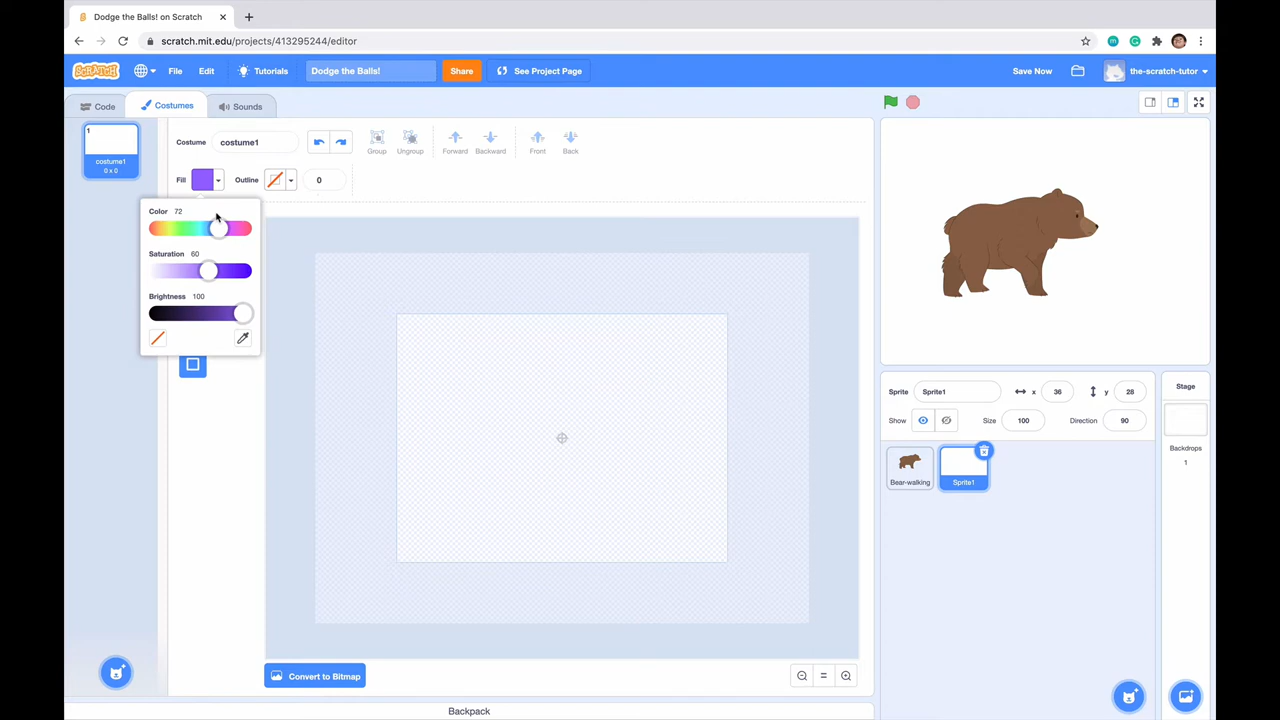 Dodge the Balls! on Scratch
scratch.mit.edu/projects/413295244/editor
SCRATCH
File
Edit
Tutorials
Dodge the Balls!
Share
See Project Page
Save Now
the-scratch-tutor
Code
Costumes
Sounds
1
costume1
0 x 0
Costume
costume1
Group
Ungroup
Forward
Backward
Front
Back
Fill
Outline
0
Color 72
Saturation 60
Brightness 100
Convert to Bitmap
Backpack
Sprite
Sprite1
x
36
y
28
Show
Size
100
Direction
90
Bear-walking
Sprite1
Stage
Backdrops
1